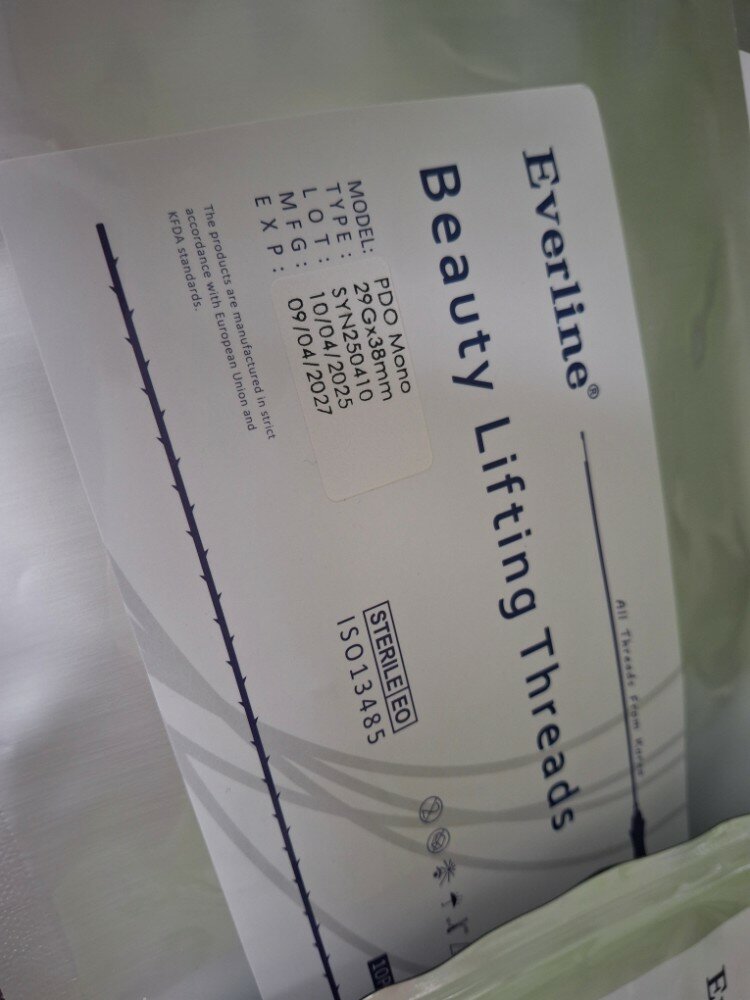 Everline®
All Threads From Korea
Beauty Lifting Threads
MODEL: PDO Mono
TYPE: 29Gx38mm
LOT: SYN250410
MFG: 10/04/2025
EXP: 09/04/2027
STERILE EO
ISO13485
The products are manufactured in strict
accordance with European Union and
KFDA standards.